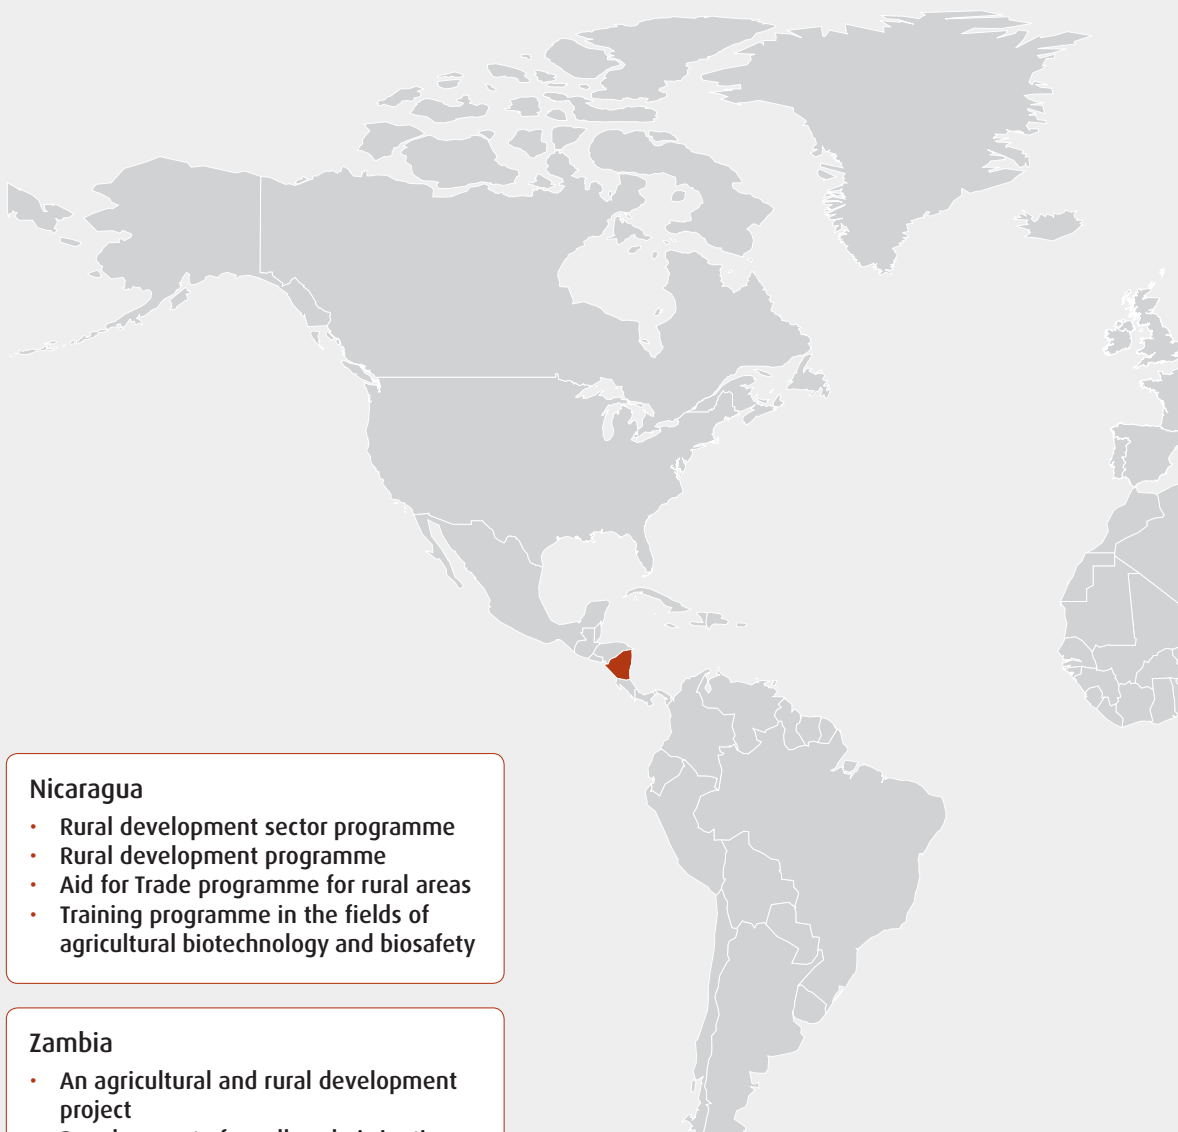 Nicaragua
• Rural development sector programme
• Rural development programme
• Aid for Trade programme for rural areas
• Training programme in the fields of
agricultural biotechnology and biosafety
Zambia
• An agricultural and rural development
project